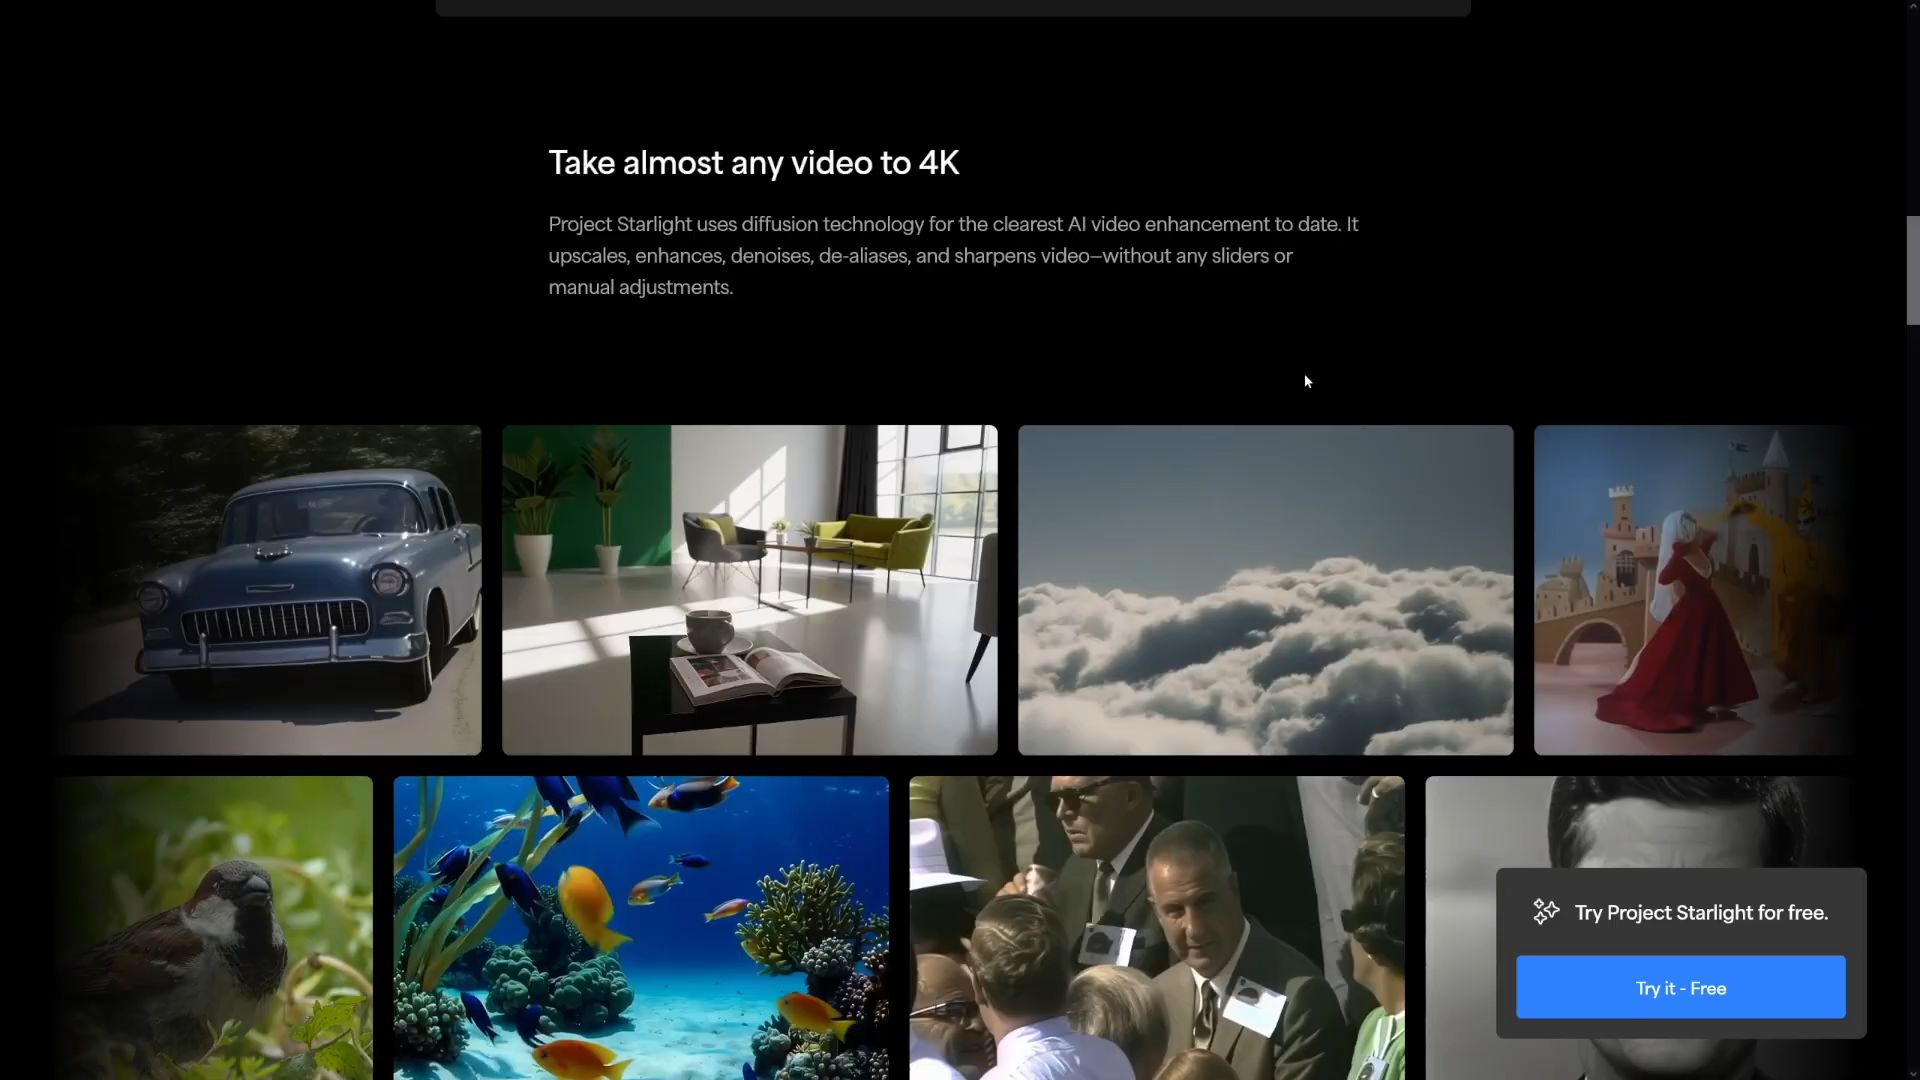 Take almost any video to 4K
Project Starlight uses diffusion technology for the clearest AI video enhancement to date. It
upscales, enhances, denoises, de-aliases, and sharpens video—without any sliders or
manual adjustments.
Try Project Starlight for free.
Try it - Free